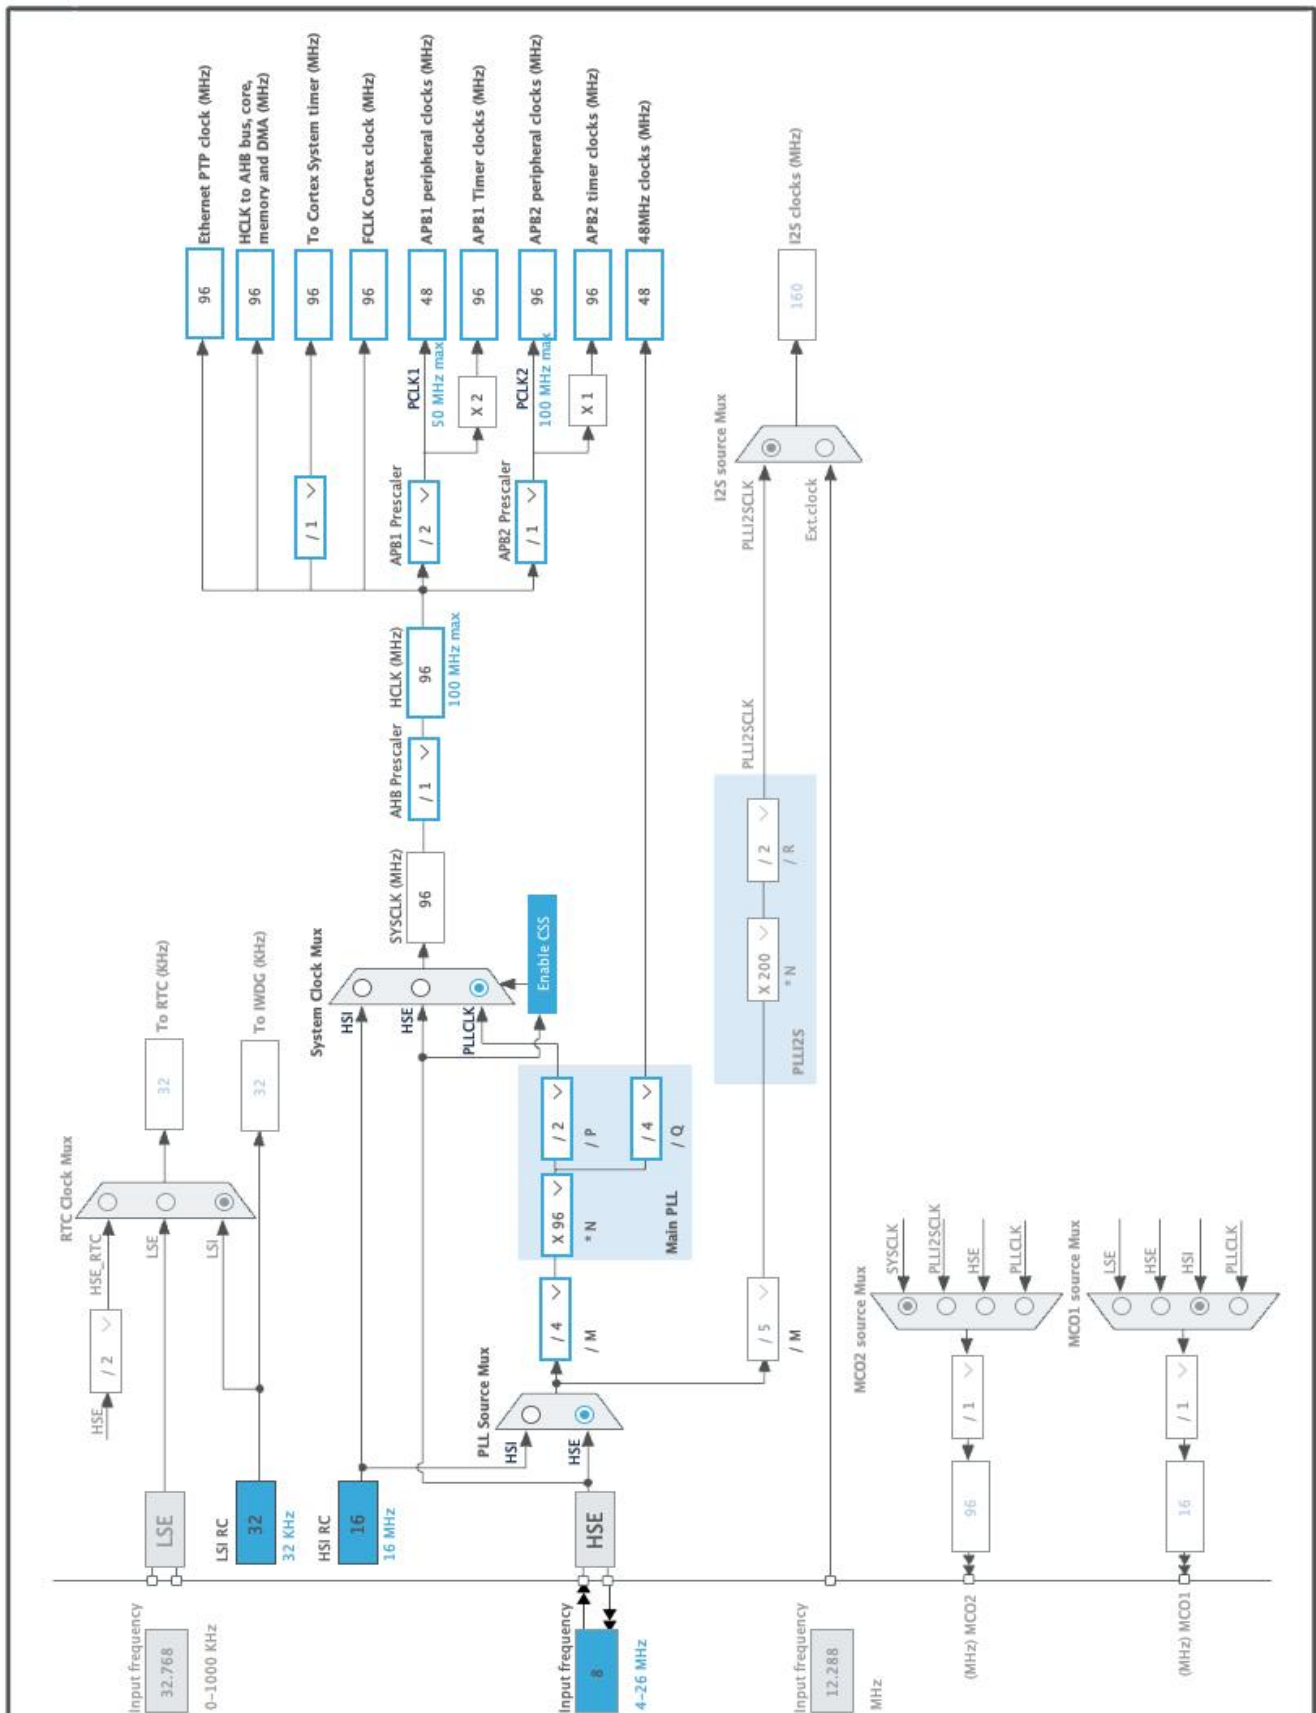 Input frequency
32.768
0-1000 KHz
LSE
HSE
/ 2
HSE_RTC
LSE
LSI
RTC Clock Mux
32
To RTC (KHz)
LSI RC
32
32 KHz
32
To IWDG (KHz)
HSI RC
16
16 MHz
System Clock Mux
HSI
HSE
PLLCLK
Enable CSS
SYSCLK (MHz)
96
AHB Prescaler
/ 1
HCLK (MHz)
96
100 MHz max
96
Ethernet PTP clock (MHz)
96
HCLK to AHB bus, core,
memory and DMA (MHz)
/ 1
96
To Cortex System timer (MHz)
96
FCLK Cortex clock (MHz)
APB1 Prescaler
/ 2
PCLK1
50 MHz max
48
APB1 peripheral clocks (MHz)
X 2
96
APB1 Timer clocks (MHz)
APB2 Prescaler
/ 1
PCLK2
100 MHz max
96
APB2 peripheral clocks (MHz)
X 1
96
APB2 timer clocks (MHz)
48
48MHz clocks (MHz)
Input frequency
8
4-26 MHz
HSE
PLL Source Mux
HSI
HSE
/ 4
/ M
X 96
* N
/ 2
/ P
/ 4
/ Q
Main PLL
/ 5
/ M
X 200
* N
/ 2
/ R
PLLI2S
PLLI2SCLK
PLLI2SCLK
I2S source Mux
Ext.clock
160
I2S clocks (MHz)
Input frequency
12.288
MHz
MCO2 source Mux
SYSCLK
PLLI2SCLK
HSE
PLLCLK
/ 1
96
(MHz) MCO2
MCO1 source Mux
LSE
HSE
HSI
PLLCLK
/ 1
16
(MHz) MCO1